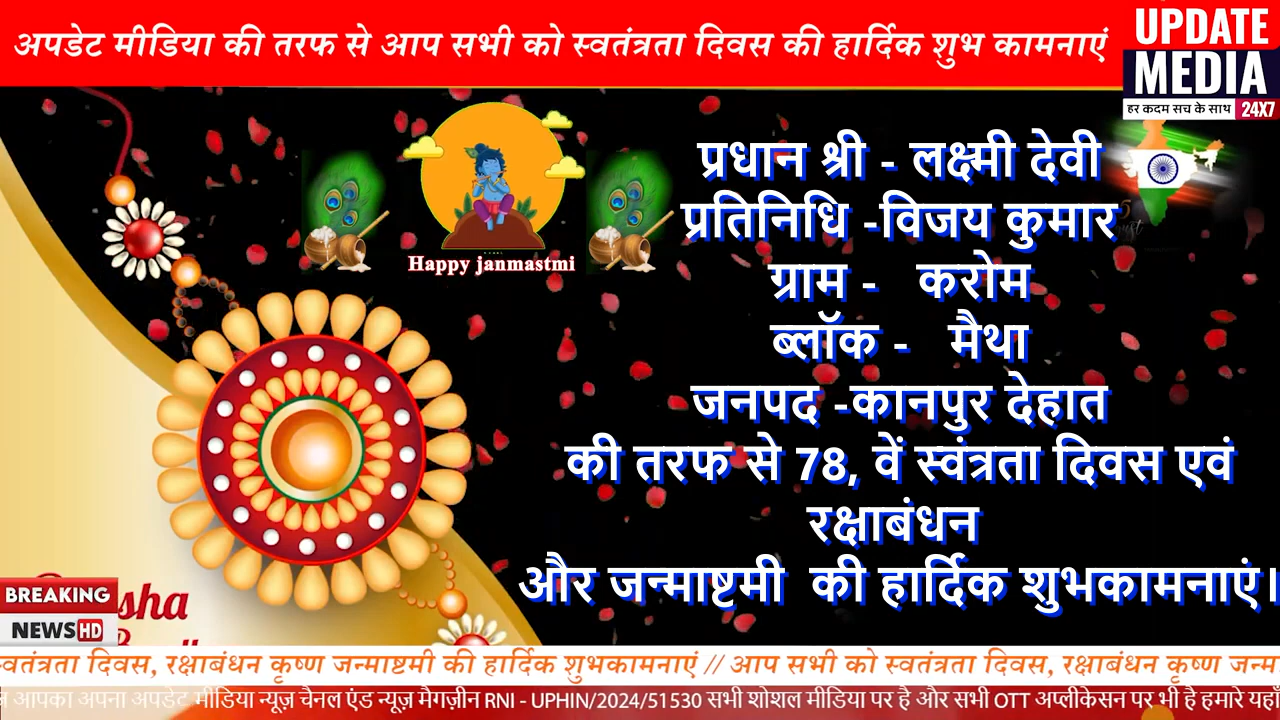 अपडेट मीडिया की तरफ से आप सभी को स्वतंत्रता दिवस की हार्दिक शुभ कामनाएं
UPDATE
MEDIA
हर कदम सच के साथ 24X7
Happy janmastmi
प्रधान श्री - लक्ष्मी देवी
प्रतिनिधि -विजय कुमार
ग्राम - करोम
ब्लॉक - मैथा
जनपद -कानपुर देहात
की तरफ से 78, वें स्वंत्रता दिवस एवं
रक्षाबंधन
और जन्माष्टमी की हार्दिक शुभकामनाएं।
BREAKING
NEWS HD
स्वतंत्रता दिवस, रक्षाबंधन कृष्ण जन्माष्टमी की हार्दिक शुभकामनाएं // आप सभी को स्वतंत्रता दिवस, रक्षाबंधन कृष्ण जन्म
आपका अपना अपडेट मीडिया न्यूज़ चैनल एंड न्यूज़ मैगज़ीन RNI - UPHIN/2024/51530 सभी शोशल मीडिया पर है और सभी OTT अप्लीकेसन पर भी है हमारे यहाँ